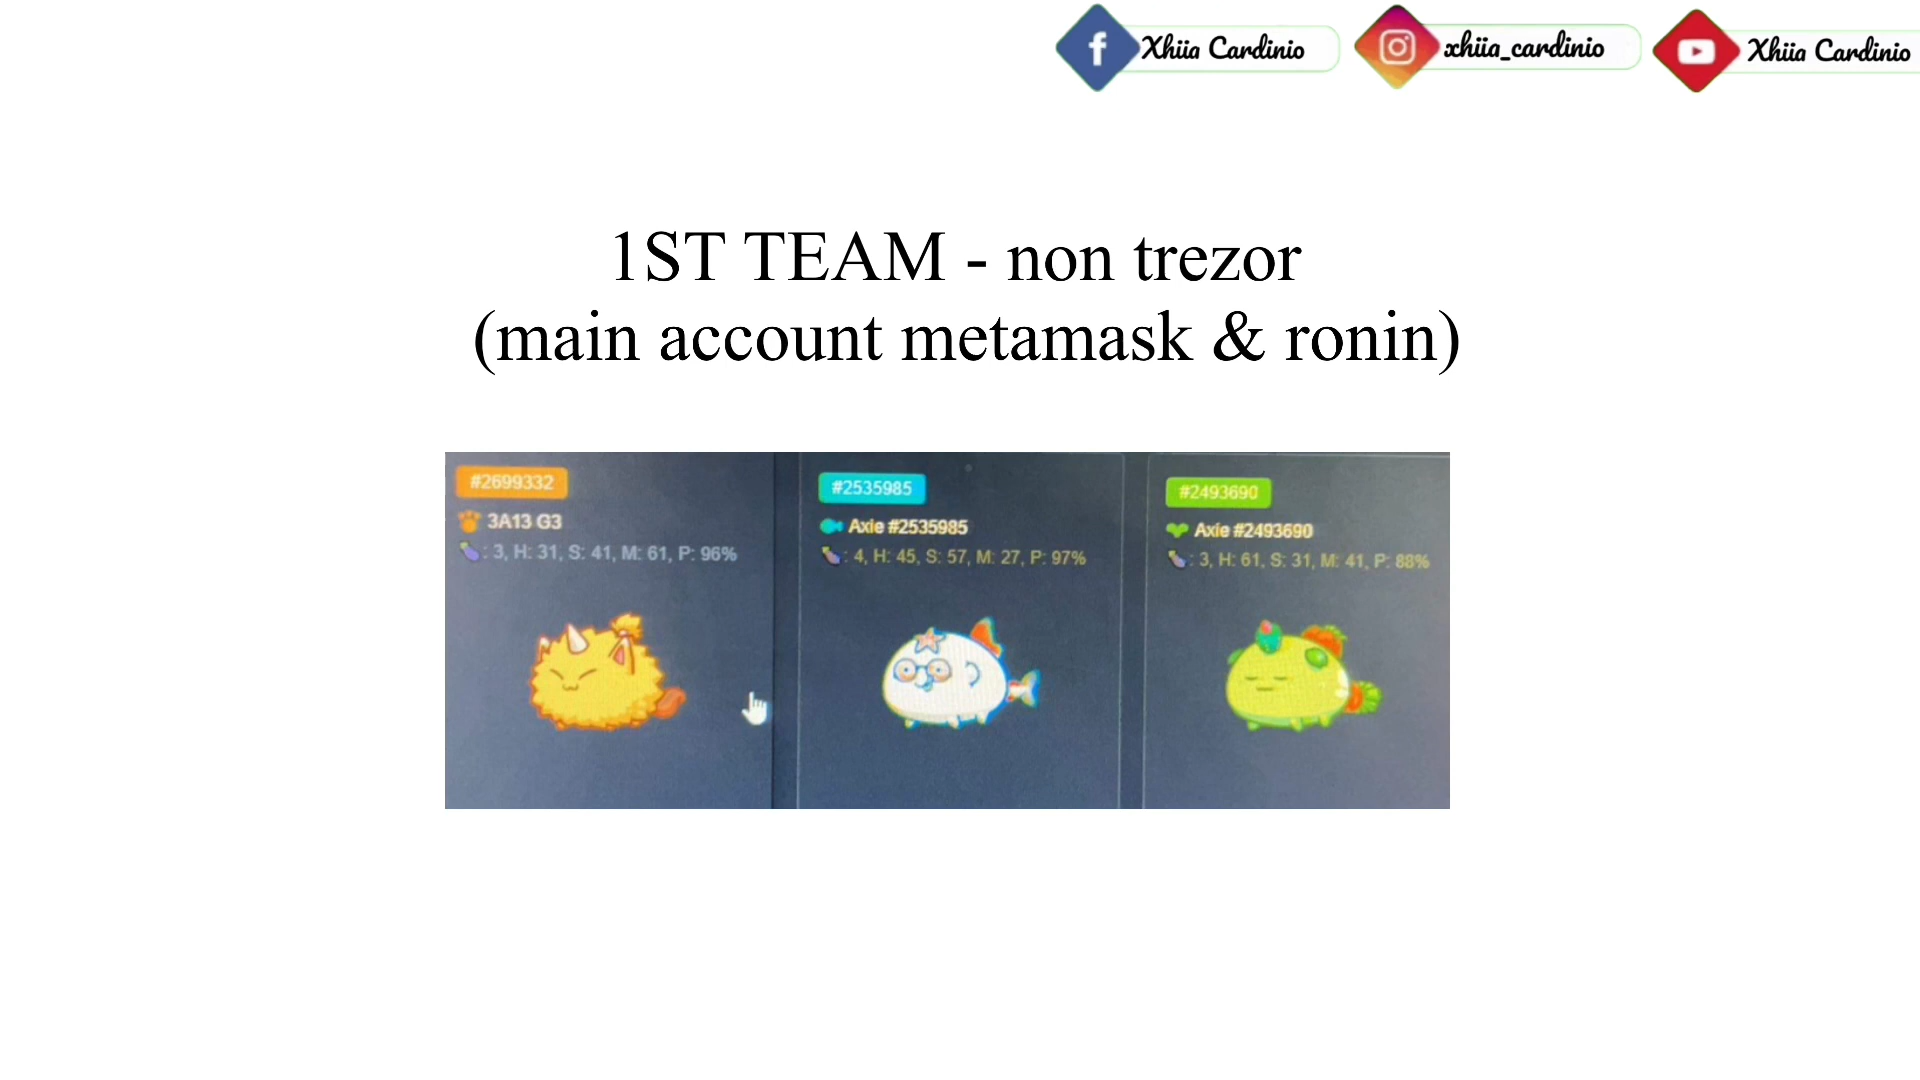 Xhiia Cardinio
xhiia_cardinio
Xhiia Cardinio
1ST TEAM - non trezor
(main account metamask & ronin)
#2699332
3A13 G3
: 3, H: 31, S: 41, M: 61, P: 96%
#2535985
Axie #2535985
: 4, H: 45, S: 57, M: 27, P: 97%
#2493690
Axie #2493690
: 3, H: 61, S: 31, M: 41, P: 88%